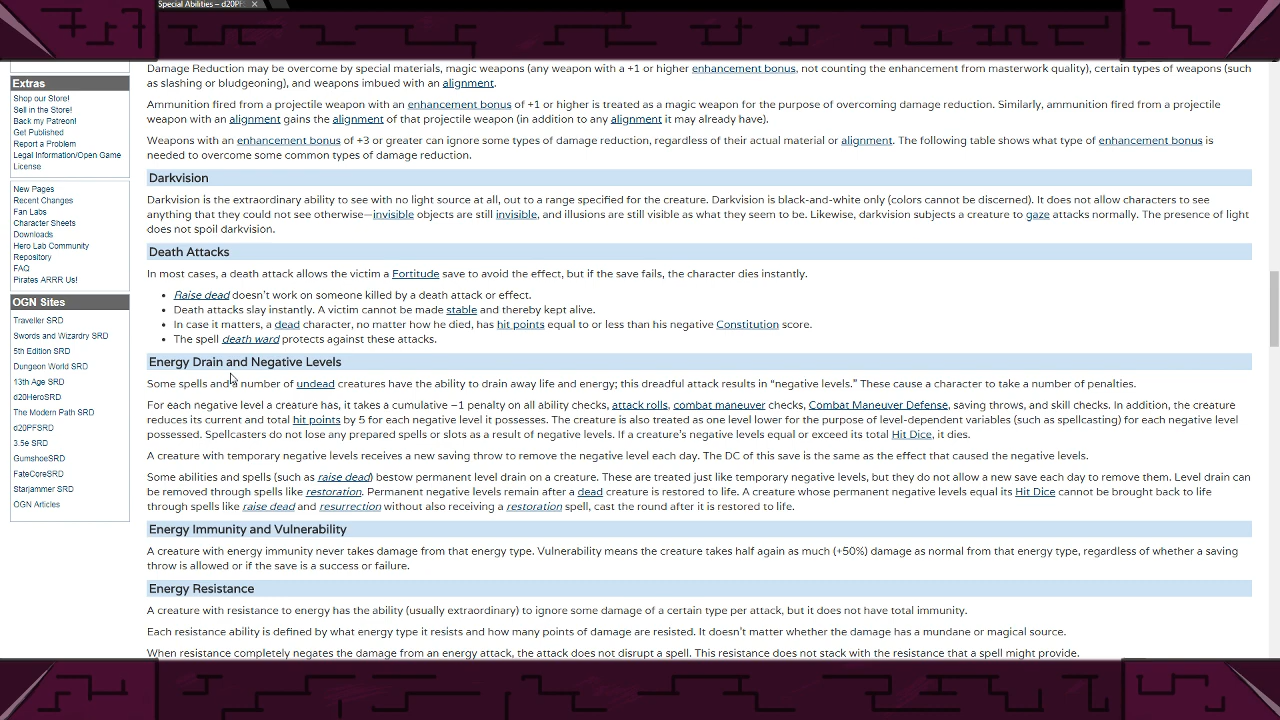 Special Abilities – d20PF
Extras
Shop our Store!
Sell in the Store!
Back my Patreon!
Get Published
Report a Problem
Legal Information/Open Game
License
New Pages
Recent Changes
Fan Labs
Character Sheets
Downloads
Hero Lab Community
Repository
FAQ
Pirates ARRR Us!
OGN Sites
Traveller SRD
Swords and Wizardry SRD
5th Edition SRD
Dungeon World SRD
13th Age SRD
d20HeroSRD
The Modern Path SRD
d20PFSRD
3.5e SRD
GumshoeSRD
FateCoreSRD
Starjammer SRD
OGN Articles
Damage Reduction may be overcome by special materials, magic weapons (any weapon with a +1 or higher enhancement bonus, not counting the enhancement from masterwork quality), certain types of weapons (such
as slashing or bludgeoning), and weapons imbued with an alignment.
Ammunition fired from a projectile weapon with an enhancement bonus of +1 or higher is treated as a magic weapon for the purpose of overcoming damage reduction. Similarly, ammunition fired from a projectile
weapon with an alignment gains the alignment of that projectile weapon (in addition to any alignment it may already have).
Weapons with an enhancement bonus of +3 or greater can ignore some types of damage reduction, regardless of their actual material or alignment. The following table shows what type of enhancement bonus is
needed to overcome some common types of damage reduction.
Darkvision
Darkvision is the extraordinary ability to see with no light source at all, out to a range specified for the creature. Darkvision is black-and-white only (colors cannot be discerned). It does not allow characters to see
anything that they could not see otherwise—invisible objects are still invisible, and illusions are still visible as what they seem to be. Likewise, darkvision subjects a creature to gaze attacks normally. The presence of light
does not spoil darkvision.
Death Attacks
In most cases, a death attack allows the victim a Fortitude save to avoid the effect, but if the save fails, the character dies instantly.
• Raise dead doesn't work on someone killed by a death attack or effect.
• Death attacks slay instantly. A victim cannot be made stable and thereby kept alive.
• In case it matters, a dead character, no matter how he died, has hit points equal to or less than his negative Constitution score.
• The spell death ward protects against these attacks.
Energy Drain and Negative Levels
Some spells and a number of undead creatures have the ability to drain away life and energy; this dreadful attack results in “negative levels.” These cause a character to take a number of penalties.
For each negative level a creature has, it takes a cumulative –1 penalty on all ability checks, attack rolls, combat maneuver checks, Combat Maneuver Defense, saving throws, and skill checks. In addition, the creature
reduces its current and total hit points by 5 for each negative level it possesses. The creature is also treated as one level lower for the purpose of level-dependent variables (such as spellcasting) for each negative level
possessed. Spellcasters do not lose any prepared spells or slots as a result of negative levels. If a creature's negative levels equal or exceed its total Hit Dice, it dies.
A creature with temporary negative levels receives a new saving throw to remove the negative level each day. The DC of this save is the same as the effect that caused the negative levels.
Some abilities and spells (such as raise dead) bestow permanent level drain on a creature. These are treated just like temporary negative levels, but they do not allow a new save each day to remove them. Level drain can
be removed through spells like restoration. Permanent negative levels remain after a dead creature is restored to life. A creature whose permanent negative levels equal its Hit Dice cannot be brought back to life
through spells like raise dead and resurrection without also receiving a restoration spell, cast the round after it is restored to life.
Energy Immunity and Vulnerability
A creature with energy immunity never takes damage from that energy type. Vulnerability means the creature takes half again as much (+50%) damage as normal from that energy type, regardless of whether a saving
throw is allowed or if the save is a success or failure.
Energy Resistance
A creature with resistance to energy has the ability (usually extraordinary) to ignore some damage of a certain type per attack, but it does not have total immunity.
Each resistance ability is defined by what energy type it resists and how many points of damage are resisted. It doesn't matter whether the damage has a mundane or magical source.
When resistance completely negates the damage from an energy attack, the attack does not disrupt a spell. This resistance does not stack with the resistance that a spell might provide.